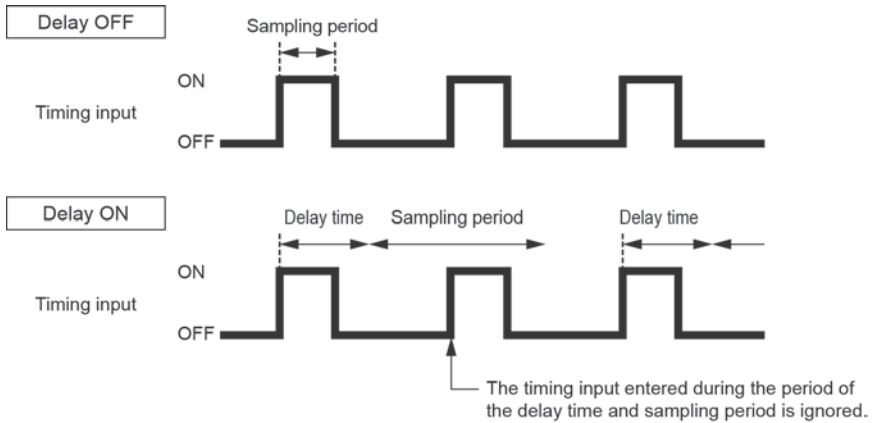 Delay OFF
Sampling period
ON
Timing input
OFF
Delay ON
Delay time Sampling period Delay time
ON
Timing input
OFF
The timing input entered during the period of
the delay time and sampling period is ignored.